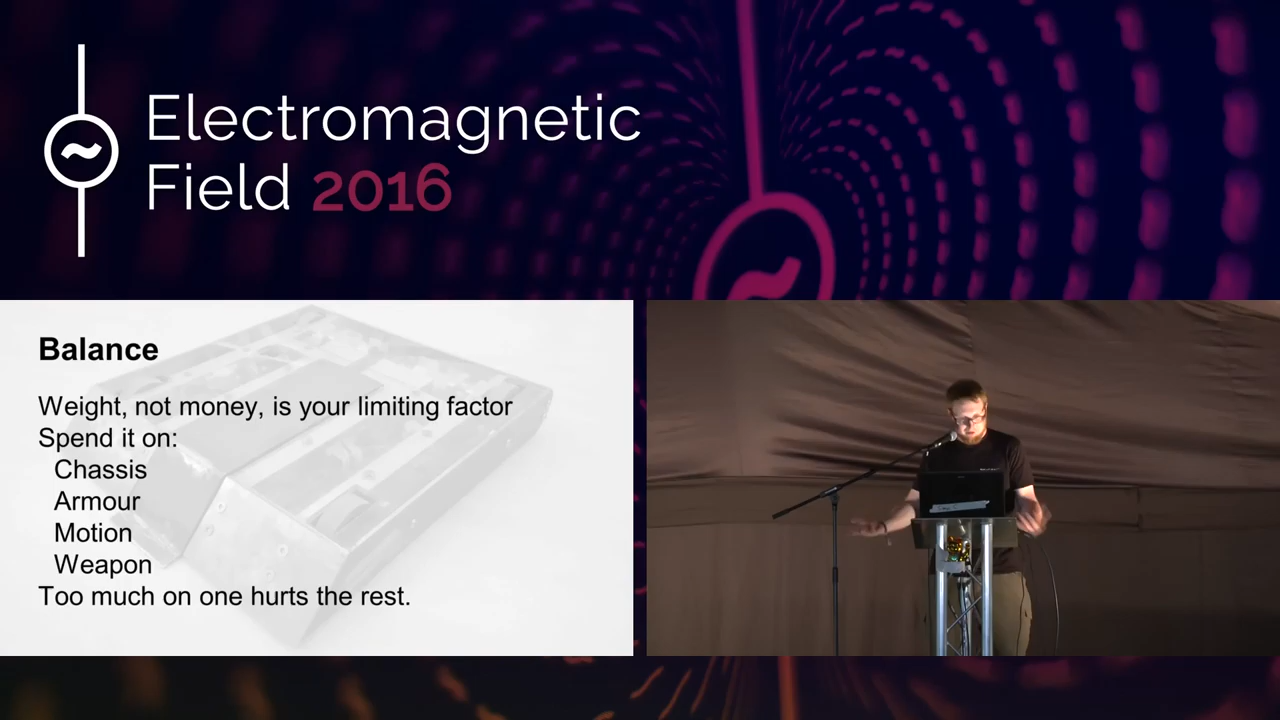 Electromagnetic
Field 2016
Balance
Weight, not money, is your limiting factor
Spend it on:
Chassis
Armour
Motion
Weapon
Too much on one hurts the rest.